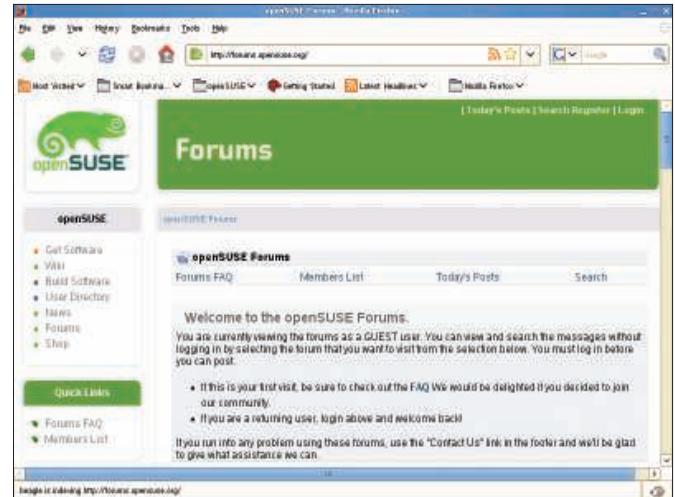 openSUSE Forums - Mozilla Firefox
File Edit View History Bookmarks Tools Help
http://forums.opensuse.org/
Google
Most Visited Smart Bookma... openSUSE Getting Started Latest Headlines Mozilla Firefox
| Today's Posts | Search Register | Login
openSUSE
Forums
openSUSE
openSUSE Forums
Get Software
Wiki
Build Software
User Directory
News
Forums
Shop
Quick Links
Forums FAQ
Members List
openSUSE Forums
Forums FAQ Members List Today's Posts Search
Welcome to the openSUSE Forums.
You are currently viewing the forums as a GUEST user. You can view and search the messages without
logging in by selecting the forum that you want to visit from the selection below. You must log in before
you can post.
If this is your first visit, be sure to check out the FAQ We would be delighted if you decided to join
our community.
If you are a returning user, login above and welcome back!
If you run into any problem using these forums, use the "Contact Us" link in the footer and we'll be glad
to give what assistance we can.
beagle is indexing http://forums.opensuse.org/